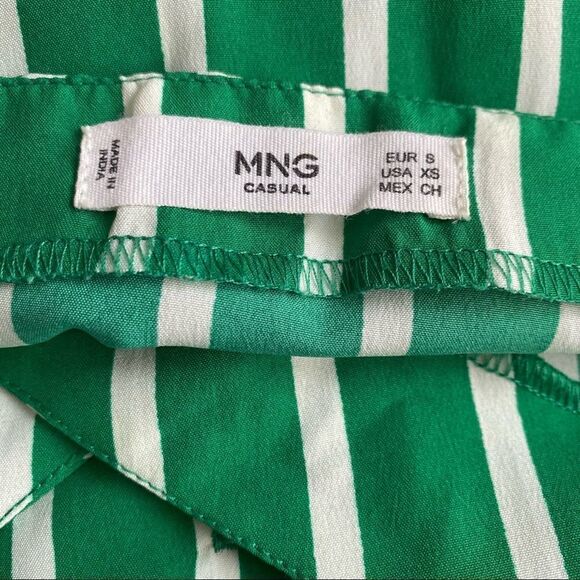 MADE IN
INDIA
MNG
CASUAL
EUR S
USA XS
MEX CH